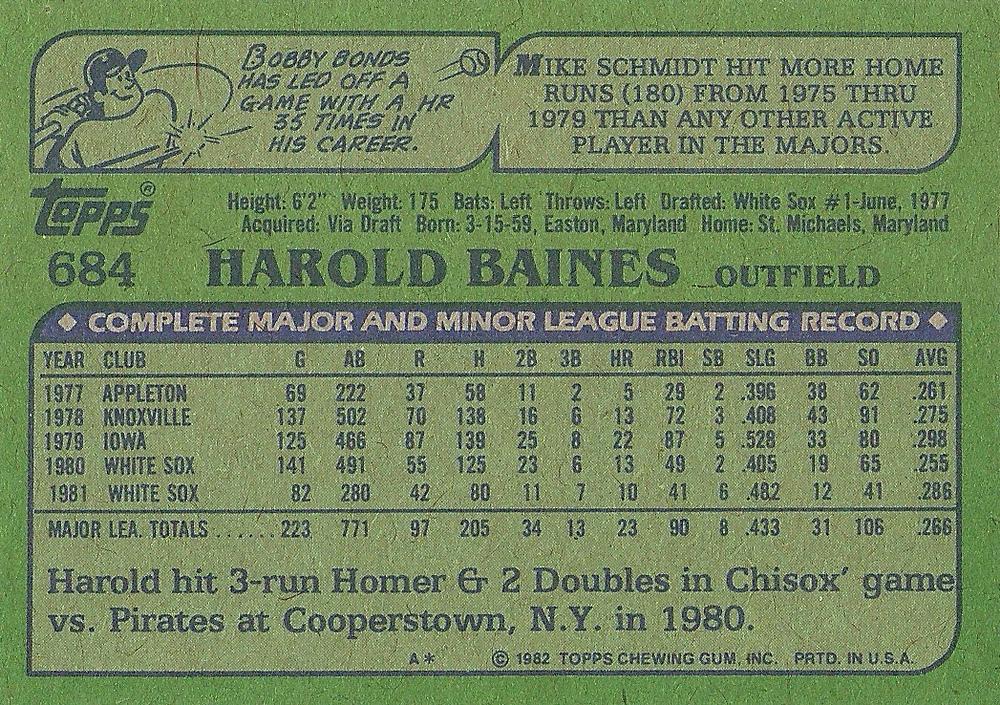 BOBBY BONDS
HAS LED OFF A
GAME WITH A HR
35 TIMES IN
HIS CAREER.
MIKE SCHMIDT HIT MORE HOME
RUNS (180) FROM 1975 THRU
1979 THAN ANY OTHER ACTIVE
PLAYER IN THE MAJORS.
Topps®
Height: 6'2" Weight: 175 Bats: Left Throws: Left Drafted: White Sox #1-June, 1977
Acquired: Via Draft Born: 3-15-59, Easton, Maryland Home: St. Michaels, Maryland
684 HAROLD BAINES OUTFIELD
◆ COMPLETE MAJOR AND MINOR LEAGUE BATTING RECORD ◆
YEAR CLUB G AB R H 2B 3B HR RBI SB SLG BB SO AVG
1977 APPLETON 69 222 37 58 11 2 5 29 2 .396 38 62 .261
1978 KNOXVILLE 137 502 70 138 16 6 13 72 3 .408 43 91 .275
1979 IOWA 125 466 87 139 25 8 22 87 5 .528 33 80 .298
1980 WHITE SOX 141 491 55 125 23 6 13 49 2 .405 19 65 .255
1981 WHITE SOX 82 280 42 80 11 7 10 41 6 .482 12 41 .286
MAJOR LEA. TOTALS ...... 223 771 97 205 34 13 23 90 8 .433 31 106 .266
Harold hit 3-run Homer & 2 Doubles in Chisox' game
vs. Pirates at Cooperstown, N.Y. in 1980.
A* © 1982 TOPPS CHEWING GUM, INC. PRTD. IN U.S.A.